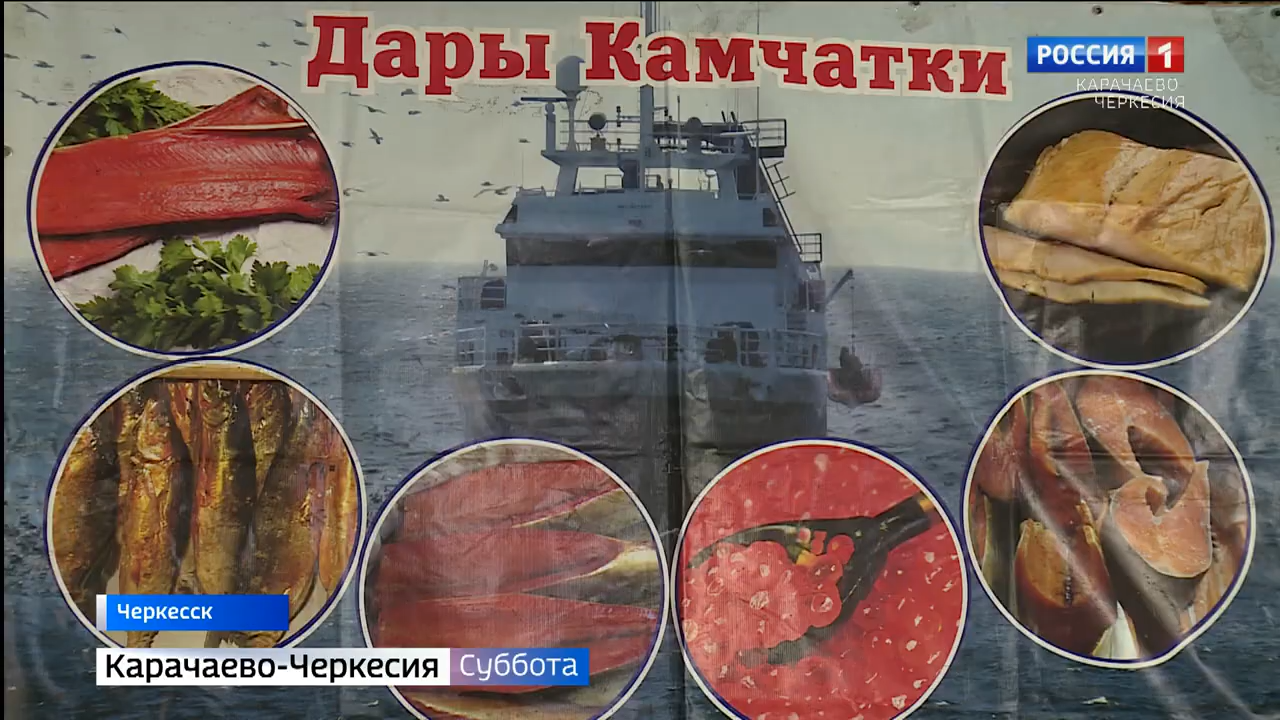 Дары Камчатки
РОССИЯ 1
КАРАЧАЕВО
ЧЕРКЕСИЯ
Черкесск
Карачаево-Черкесия Суббота